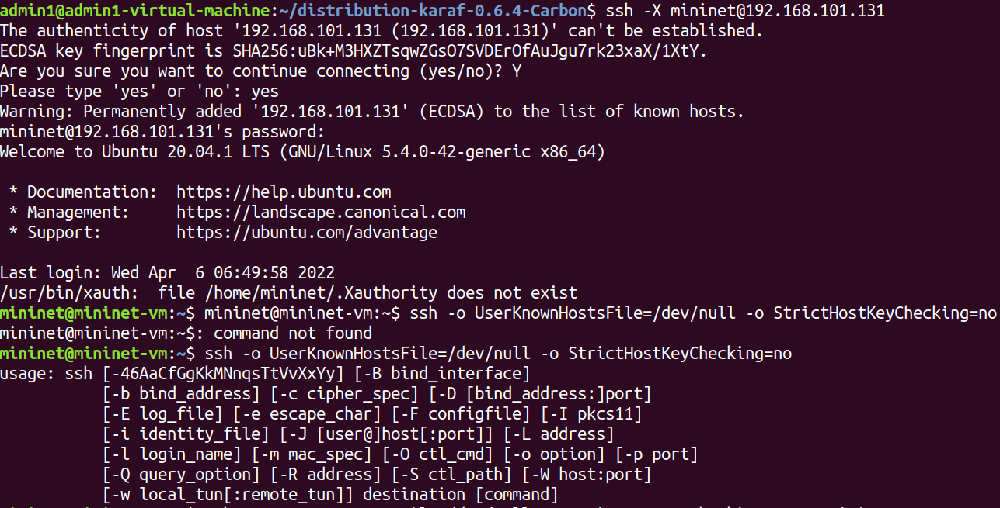 admin1@admin1-virtual-machine:~/distribution-karaf-0.6.4-Carbon$ ssh -X mininet@192.168.101.131
The authenticity of host '192.168.101.131 (192.168.101.131)' can't be established.
ECDSA key fingerprint is SHA256:uBk+M3HXZTsqwZGsO7SVDErOfAuJgu7rk23xaX/1XtY.
Are you sure you want to continue connecting (yes/no)? Y
Please type 'yes' or 'no': yes
Warning: Permanently added '192.168.101.131' (ECDSA) to the list of known hosts.
mininet@192.168.101.131's password:
Welcome to Ubuntu 20.04.1 LTS (GNU/Linux 5.4.0-42-generic x86_64)
* Documentation:  https://help.ubuntu.com
* Management:     https://landscape.canonical.com
* Support:        https://ubuntu.com/advantage
Last login: Wed Apr  6 06:49:58 2022
/usr/bin/xauth:  file /home/mininet/.Xauthority does not exist
mininet@mininet-vm:~$ mininet@mininet-vm:~$ ssh -o UserKnownHostsFile=/dev/null -o StrictHostKeyChecking=no
mininet@mininet-vm:~$: command not found
mininet@mininet-vm:~$ ssh -o UserKnownHostsFile=/dev/null -o StrictHostKeyChecking=no
usage: ssh [-46AaCfGgKkMNnqsTtVvXxYy] [-B bind_interface]
[-b bind_address] [-c cipher_spec] [-D [bind_address:]port]
[-E log_file] [-e escape_char] [-F configfile] [-I pkcs11]
[-i identity_file] [-J [user@]host[:port]] [-L address]
[-l login_name] [-m mac_spec] [-O ctl_cmd] [-o option] [-p port]
[-Q query_option] [-R address] [-S ctl_path] [-W host:port]
[-w local_tun[:remote_tun]] destination [command]